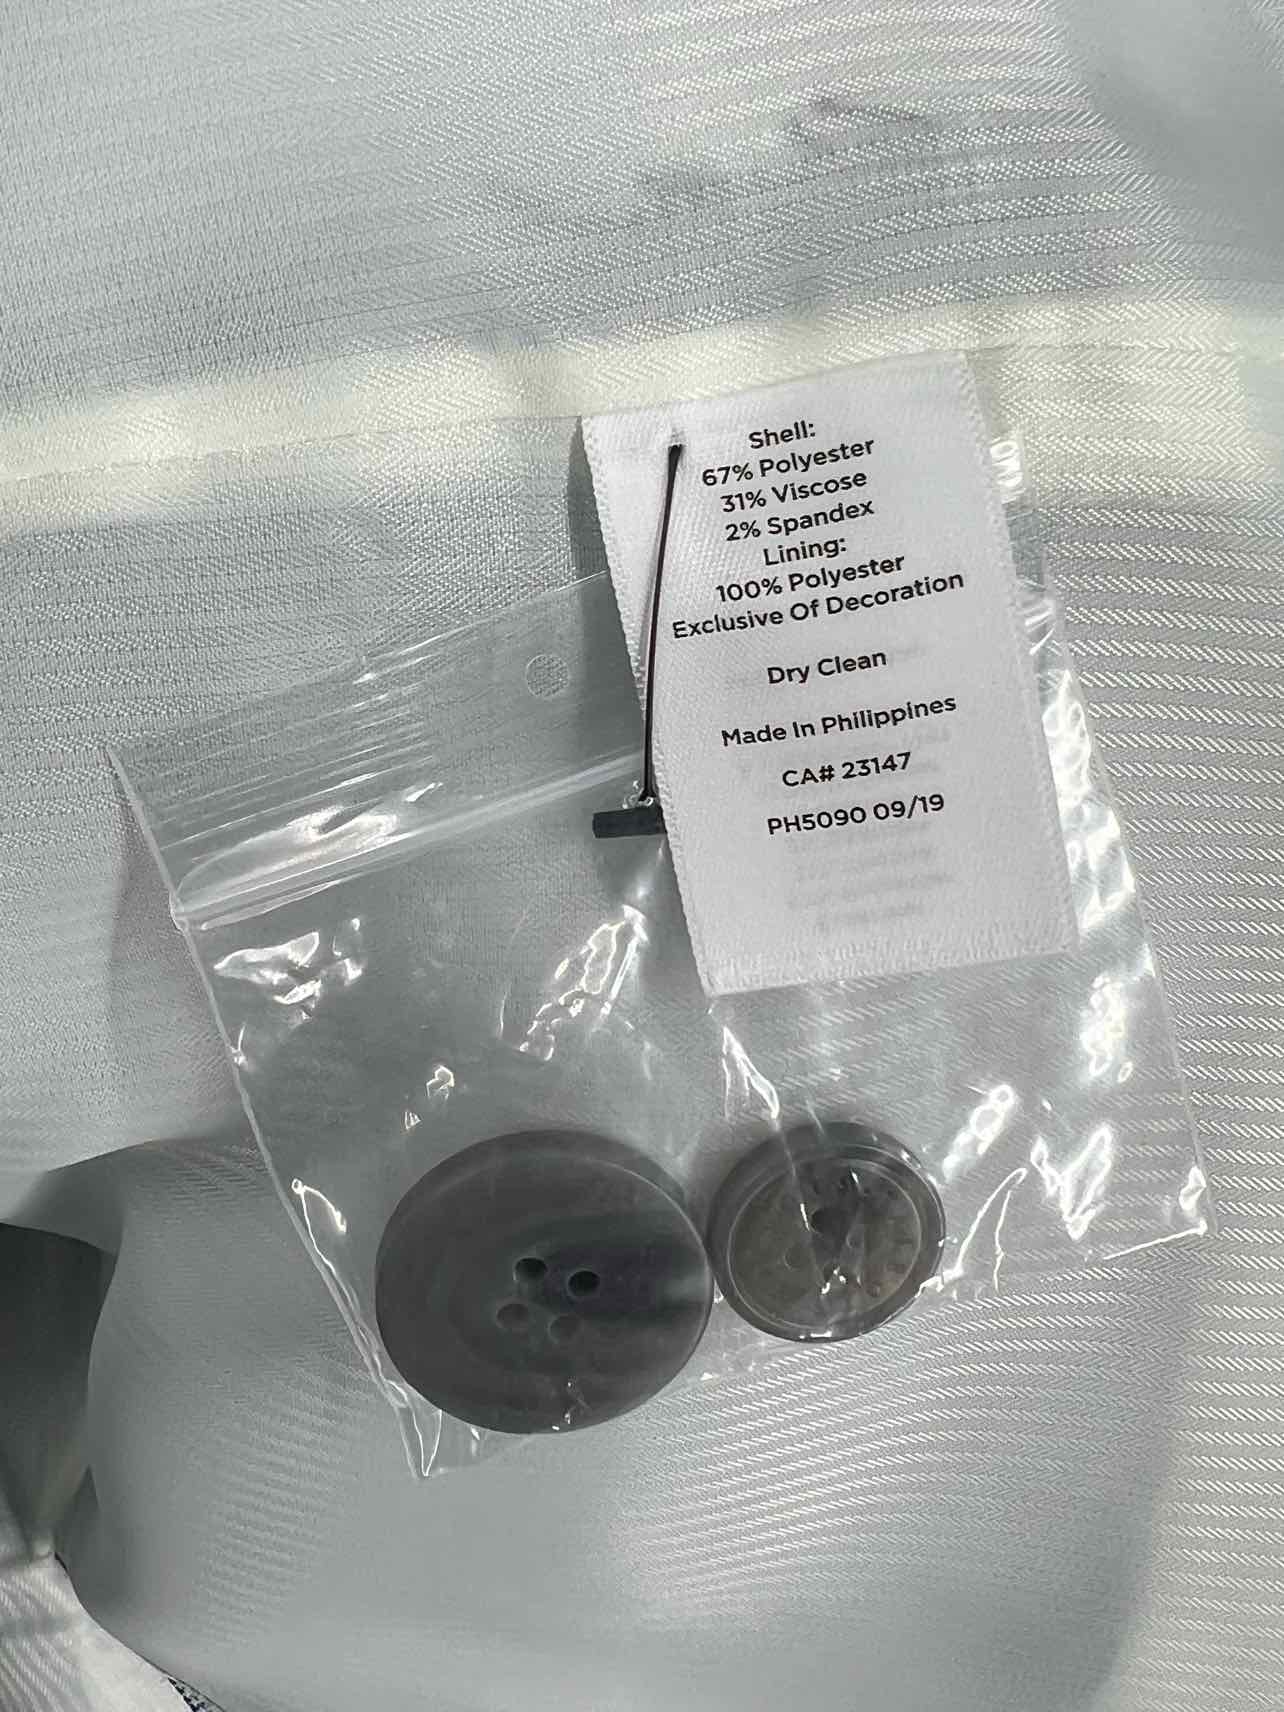 Shell:
67% Polyester
31% Viscose
2% Spandex
Lining:
100% Polyester
Exclusive Of Decoration
Dry Clean
Made In Philippines
CA# 23147
PH5090 09/19